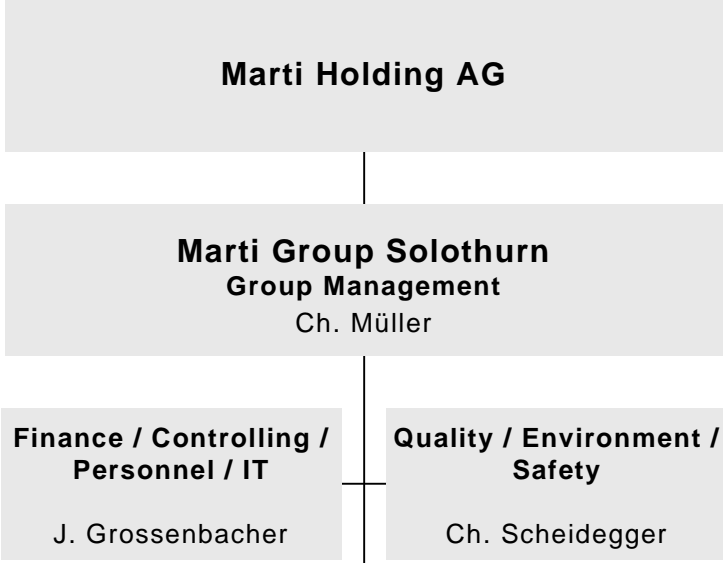 Marti Holding AG
Marti Group Solothurn
Group Management
Ch. Müller
Finance / Controlling /
Personnel / IT
J. Grossenbacher
Quality / Environment /
Safety
Ch. Scheidegger